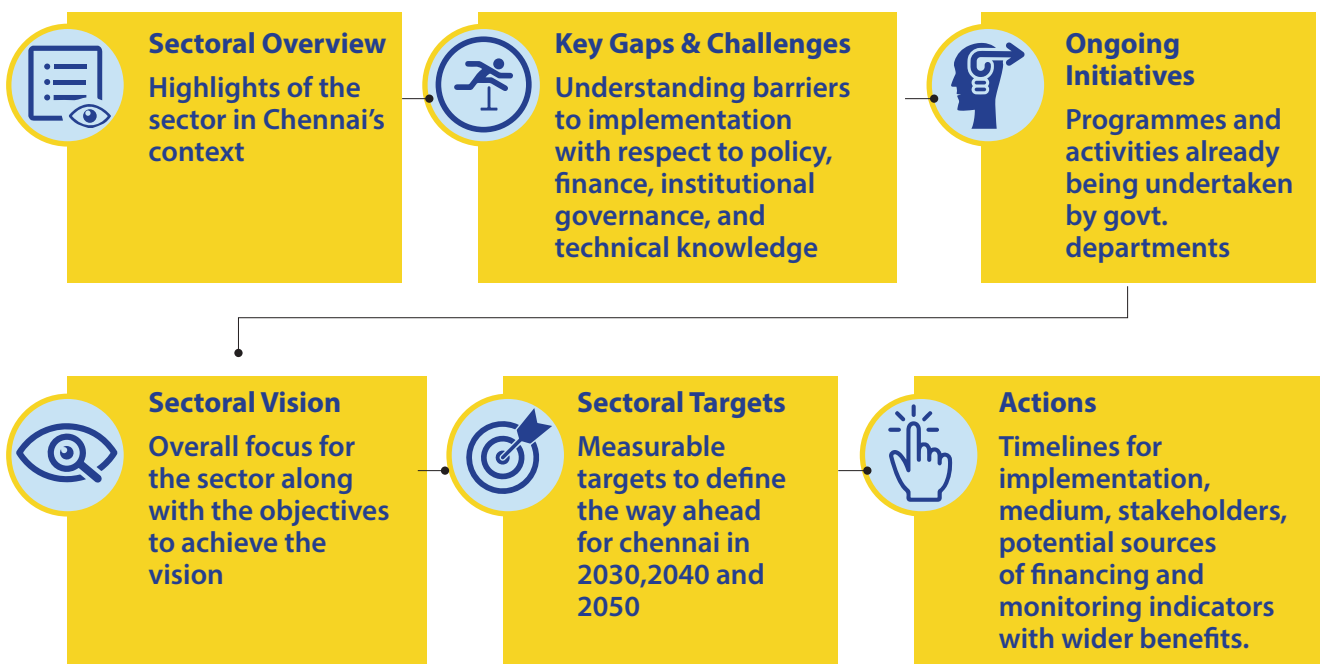 Sectoral Overview
Highlights of the
sector in Chennai’s
context
Key Gaps & Challenges
Understanding barriers
to implementation
with respect to policy,
finance, institutional
governance, and
technical knowledge
Ongoing
Initiatives
Programmes and
activities already
being undertaken
by govt.
departments
Sectoral Vision
Overall focus for
the sector along
with the objectives
to achieve the
vision
Sectoral Targets
Measurable
targets to define
the way ahead
for chennai in
2030,2040 and
2050
Actions
Timelines for
implementation,
medium, stakeholders,
potential sources
of financing and
monitoring indicators
with wider benefits.